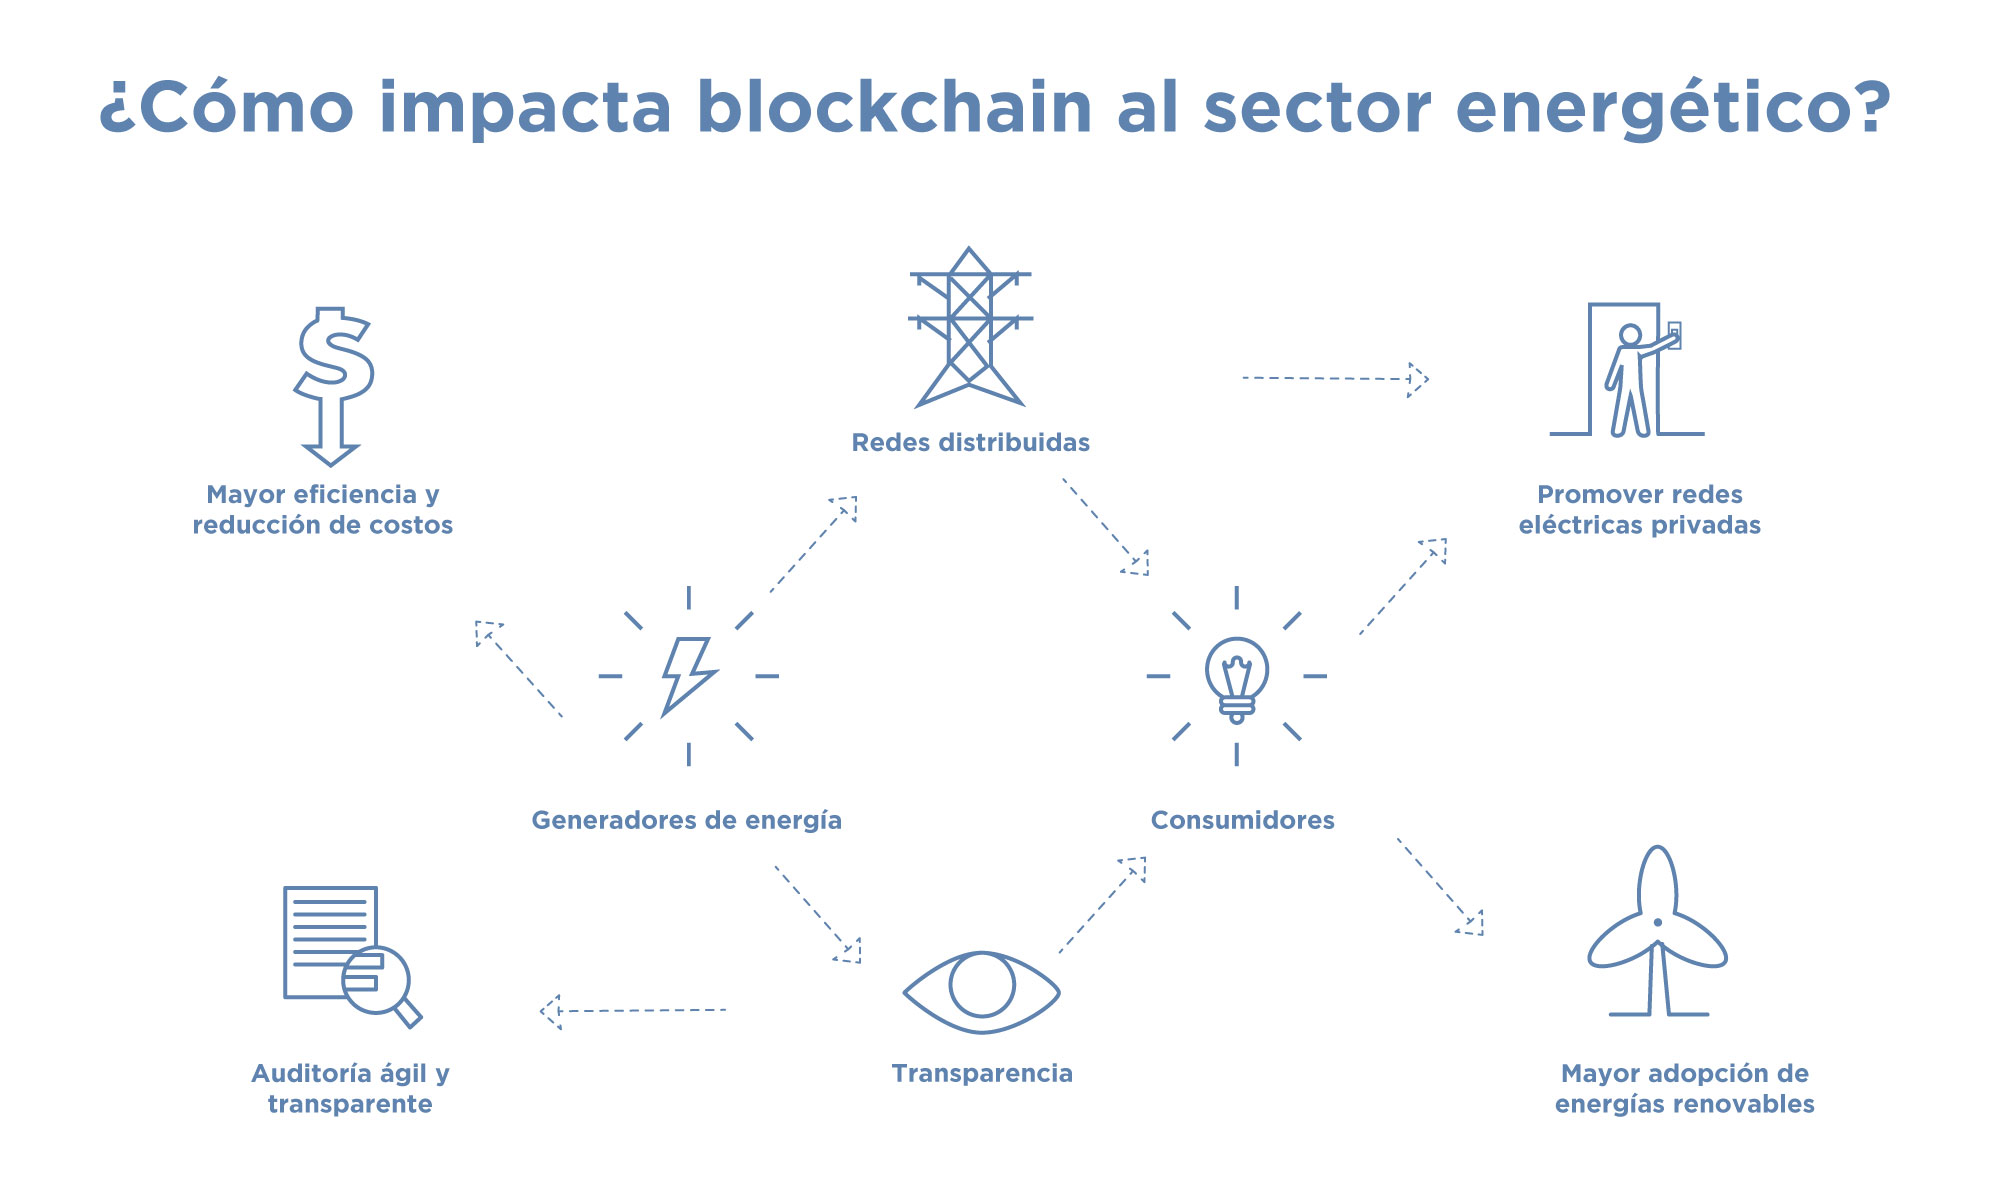 ¿Cómo impacta blockchain al sector energético?
Redes distribuidas
Mayor eficiencia y
reducción de costos
Promover redes
eléctricas privadas
Generadores de energía
Consumidores
Auditoría ágil y
transparente
Transparencia
Mayor adopción de
energías renovables